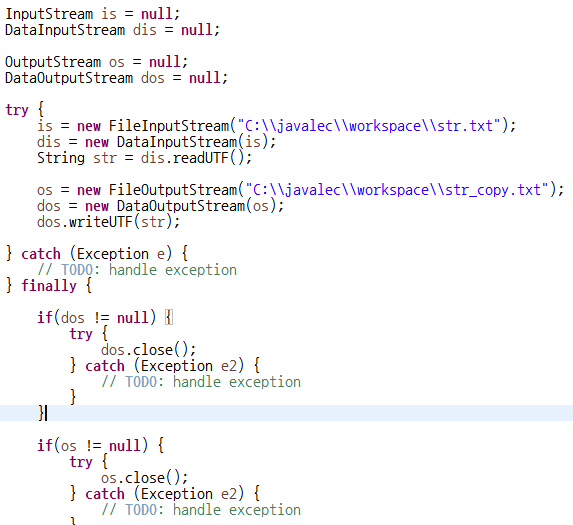 InputStream is = null;
DataInputStream dis = null;

OutputStream os = null;
DataOutputStream dos = null;

try {
    is = new FileInputStream("C:\\javalec\\workspace\\str.txt");
    dis = new DataInputStream(is);
    String str = dis.readUTF();

    os = new FileOutputStream("C:\\javalec\\workspace\\str_copy.txt");
    dos = new DataOutputStream(os);
    dos.writeUTF(str);

} catch (Exception e) {
    // TODO: handle exception
} finally {

    if(dos != null) {
        try {
            dos.close();
        } catch (Exception e2) {
            // TODO: handle exception
        }
    }

    if(os != null) {
        try {
            os.close();
        } catch (Exception e2) {
            // TODO: handle exception
        }